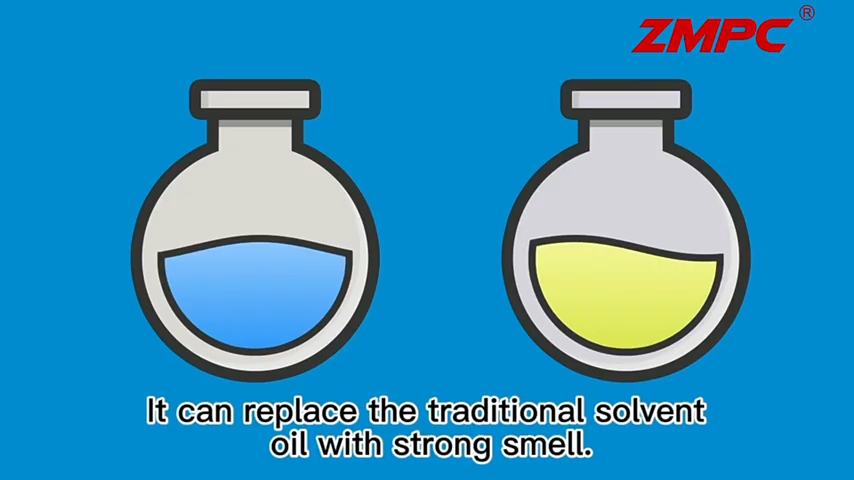 ZMPC®
It can replace the traditional solvent
oil with strong smell.